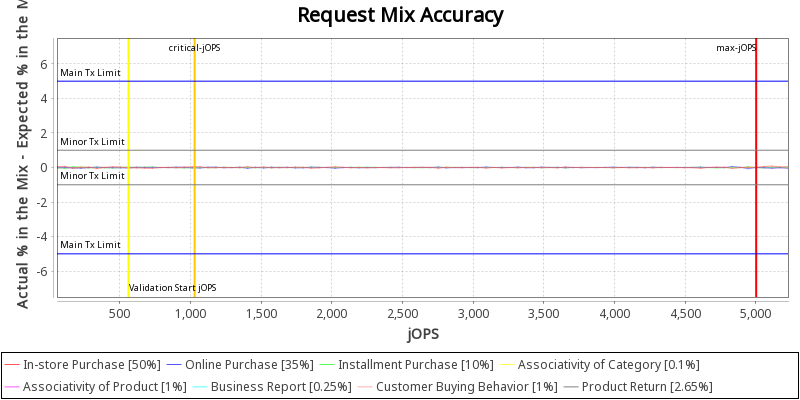 Request Mix Accuracy
Actual % in the Mix - Expected % in the M
critical-jOPS
max-jOPS
6
Main Tx Limit
4
2
Minor Tx Limit
0
Minor Tx Limit
-2
-4
Main Tx Limit
-6
Validation Start jOPS
500
1,000
1,500
2,000
2,500
3,000
3,500
4,000
4,500
5,000
jOPS
In-store Purchase [50%] Online Purchase [35%] Installment Purchase [10%] Associativity of Category [0.1%]
Associativity of Product [1%] Business Report [0.25%] Customer Buying Behavior [1%] Product Return [2.65%]